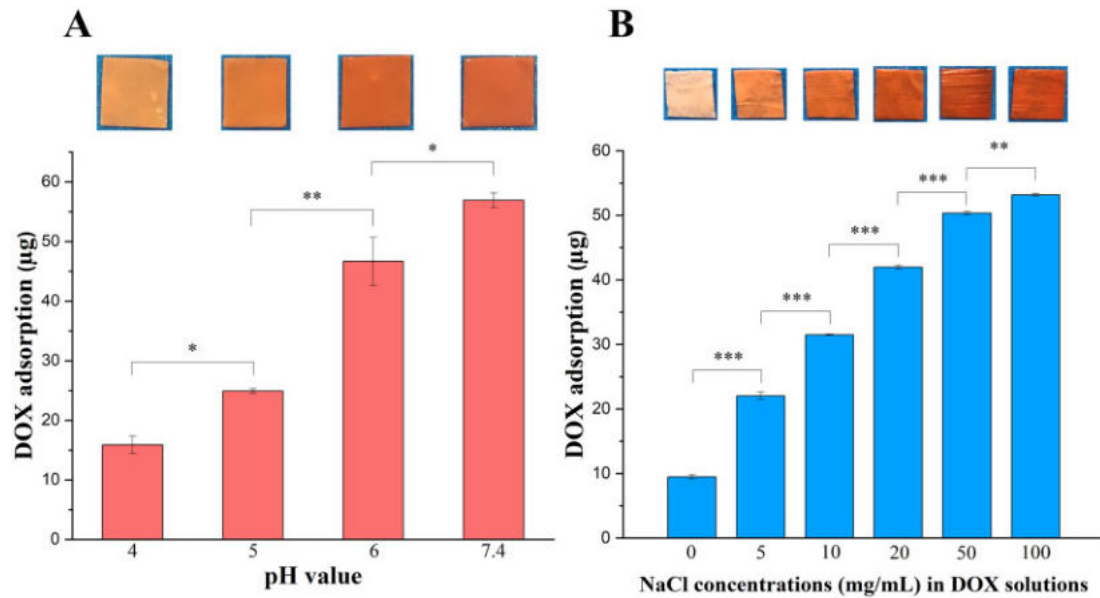 A
DOX adsorption (µg)
60
50
40
30
20
10
0
*
**
*
4 5 6 7.4
pH value
B
DOX adsorption (µg)
60
50
40
30
20
10
0
***
***
***
***
**
0 5 10 20 50 100
NaCl concentrations (mg/mL) in DOX solutions